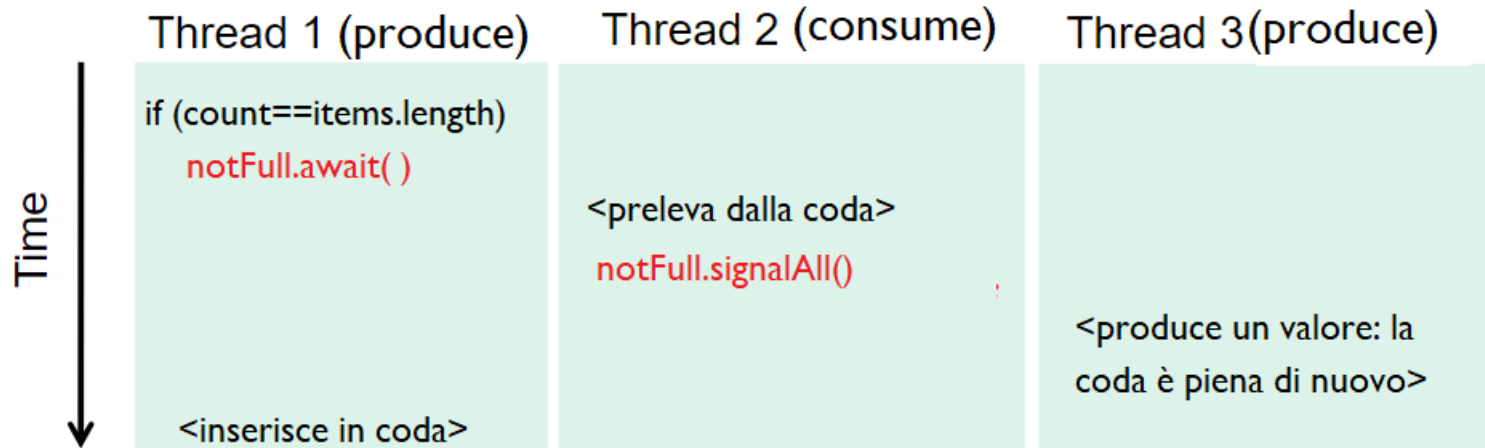 Thread 1 (produce)
Thread 2 (consume)
Thread 3(produce)
Time
if (count==items.length)
notFull.await( )
<preleva dalla coda>
notFull.signalAll()
<produce un valore: la
coda è piena di nuovo>
<inserisce in coda>